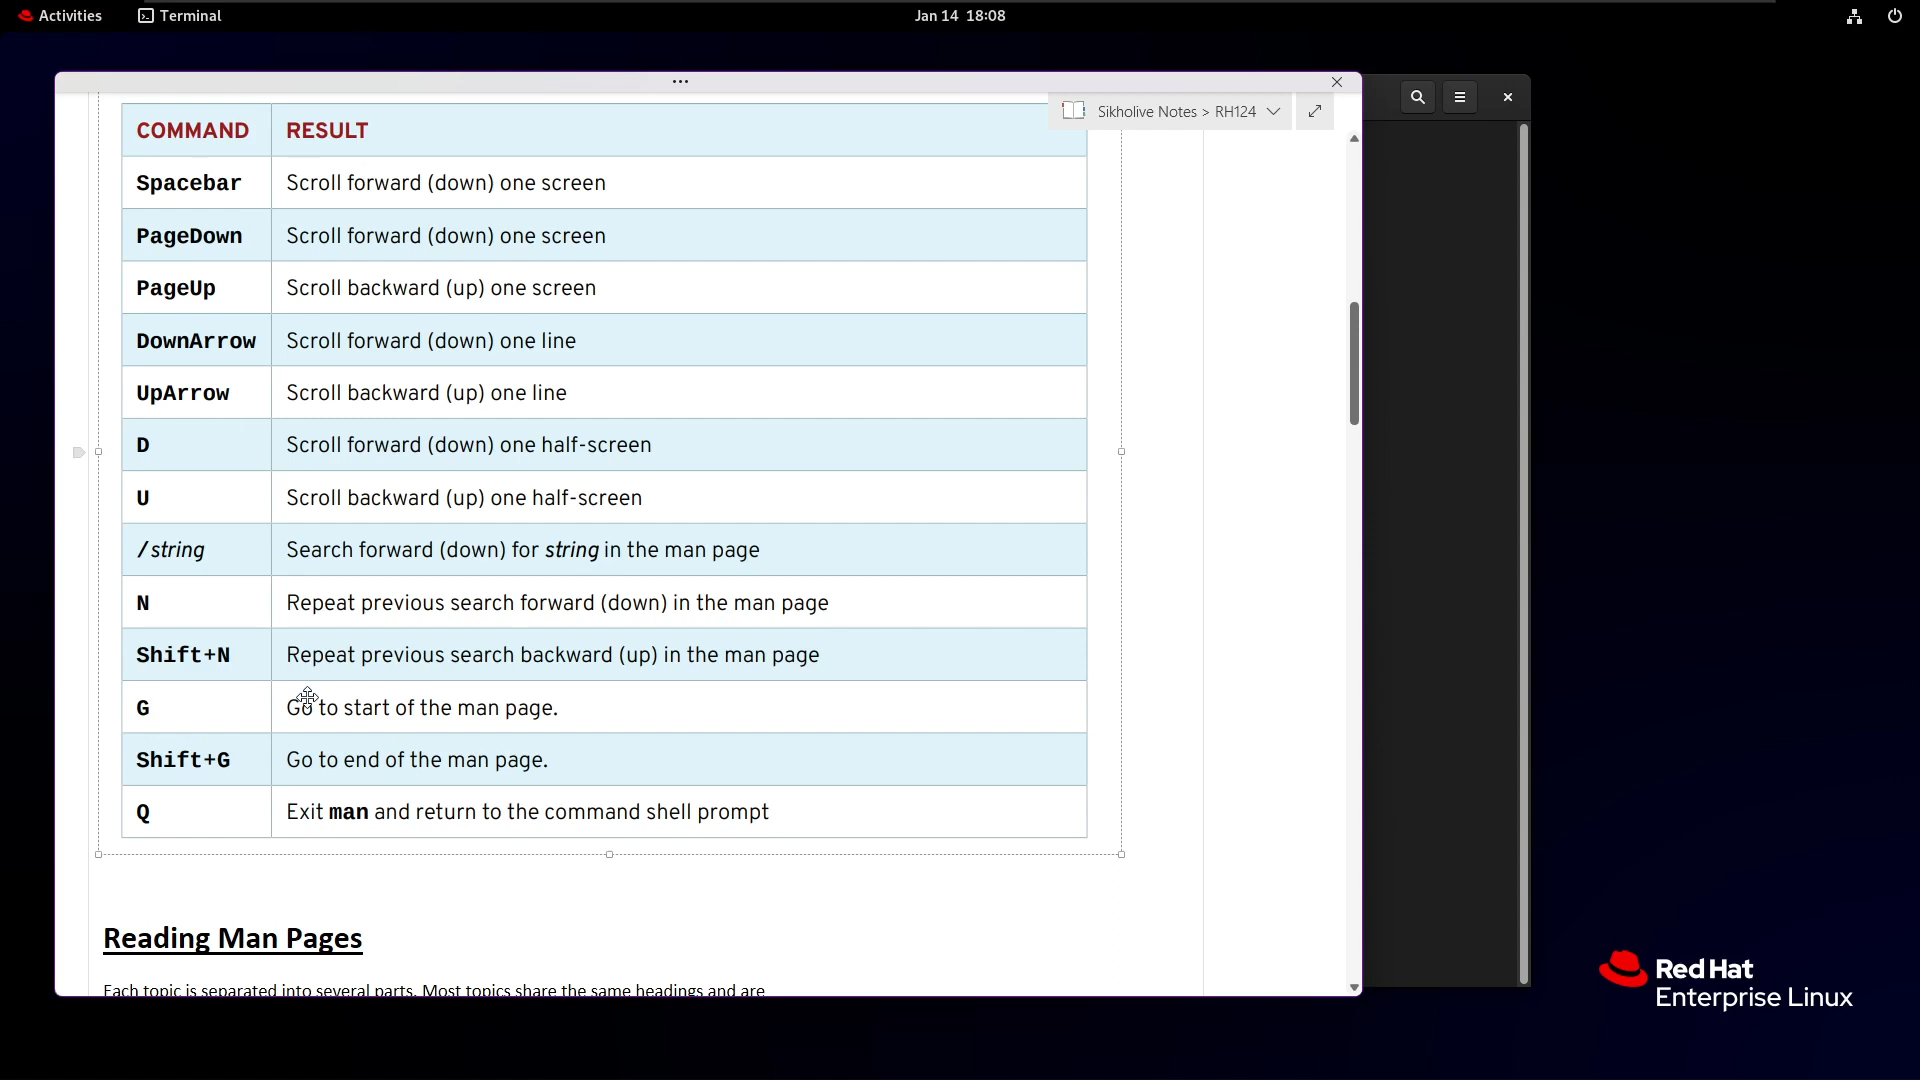 Activities
Terminal
Jan 14 18:08
Sikholive Notes > RH124
COMMAND RESULT
Spacebar Scroll forward (down) one screen
PageDown Scroll forward (down) one screen
PageUp Scroll backward (up) one screen
DownArrow Scroll forward (down) one line
UpArrow Scroll backward (up) one line
D Scroll forward (down) one half-screen
U Scroll backward (up) one half-screen
/string Search forward (down) for string in the man page
N Repeat previous search forward (down) in the man page
Shift+N Repeat previous search backward (up) in the man page
G Go to start of the man page.
Shift+G Go to end of the man page.
Q Exit man and return to the command shell prompt
Reading Man Pages
Each topic is separated into several parts. Most topics share the same headings and are
Red Hat
Enterprise Linux